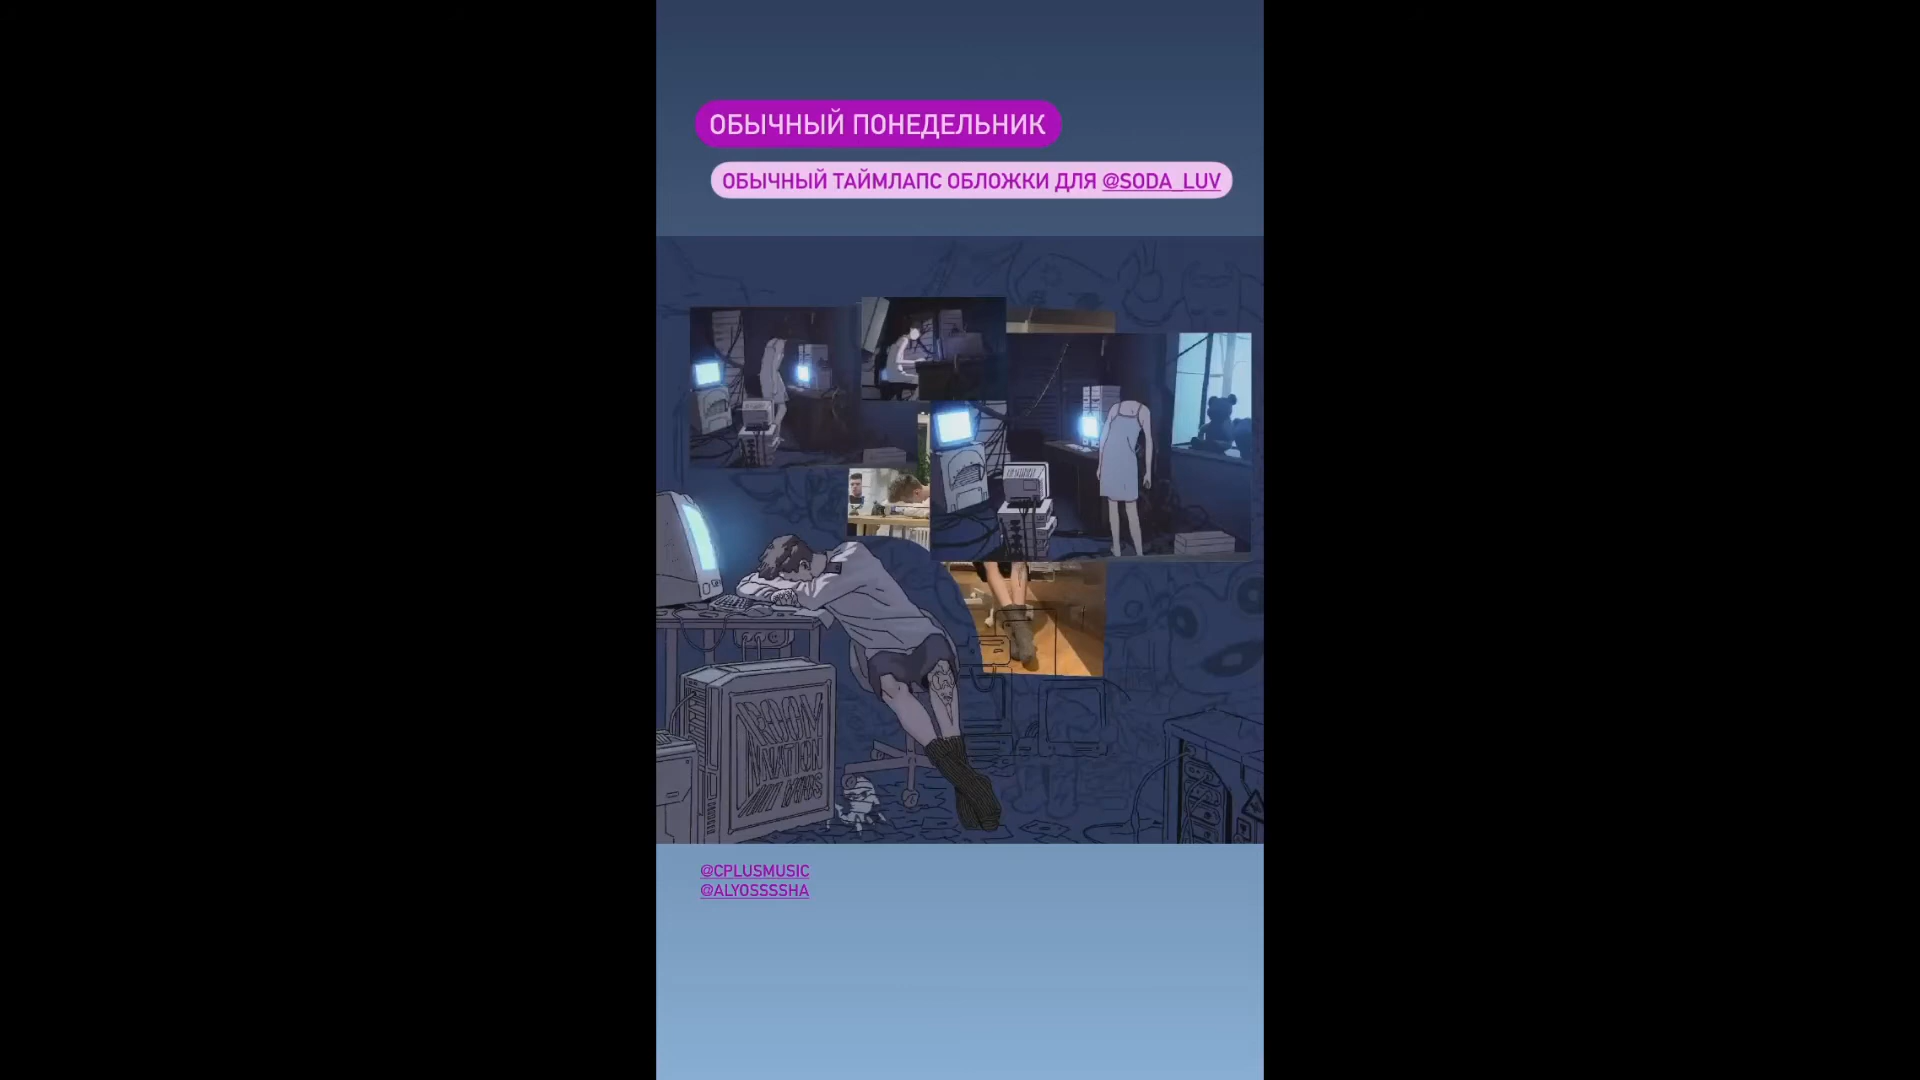 ОБЫЧНЫЙ ПОНЕДЕЛЬНИК
ОБЫЧНЫЙ ТАЙМЛАПС ОБЛОЖКИ ДЛЯ @SODA_LUV
@CPLUSMUSIC
@ALYOSSSSHA